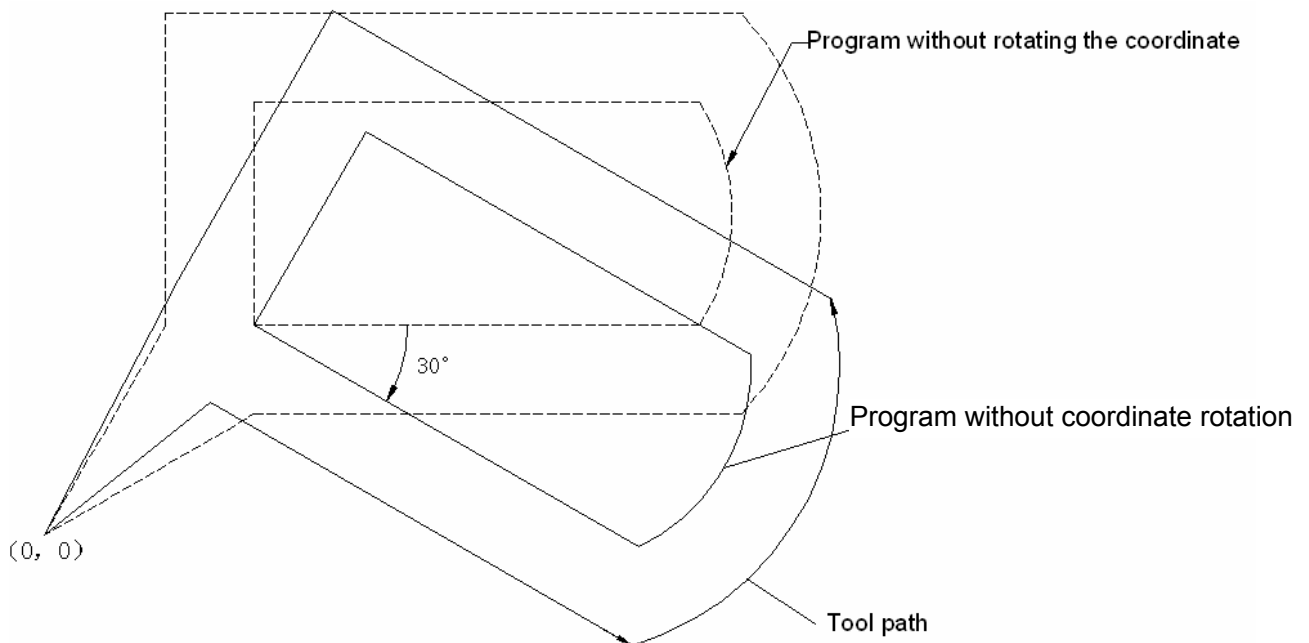 Program without rotating the coordinate
30°
Program without coordinate rotation
(0, 0)
Tool path